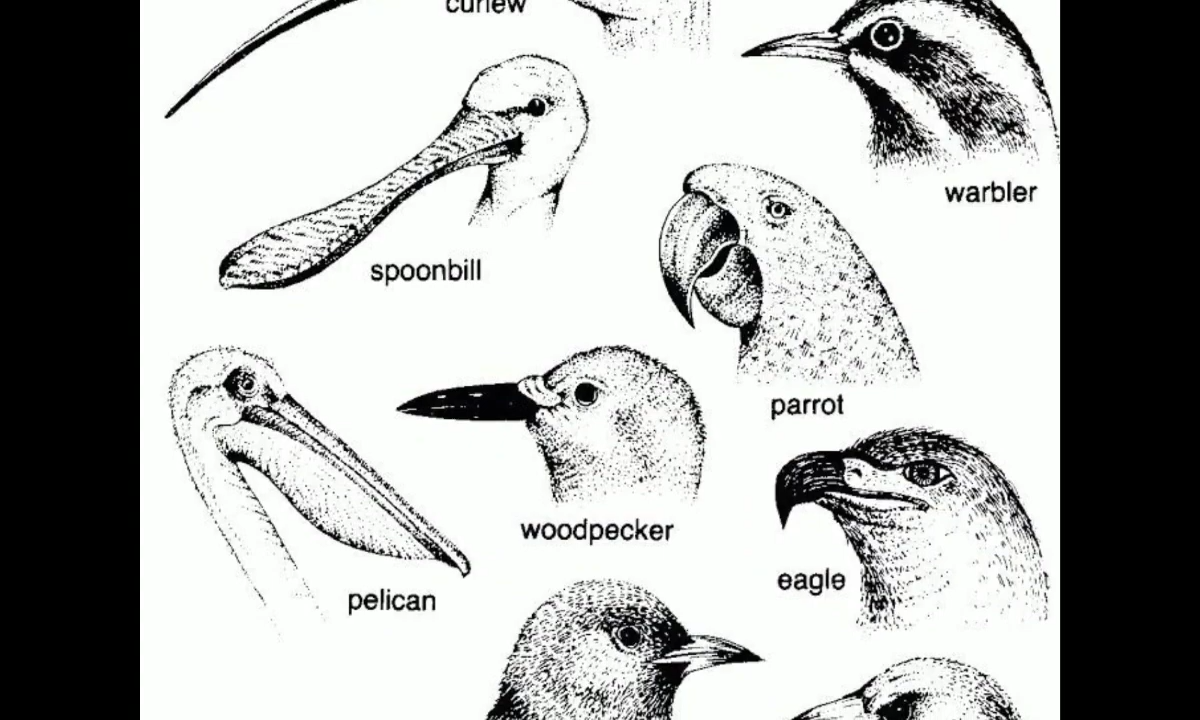 curlew
warbler
spoonbill
parrot
woodpecker
eagle
pelican